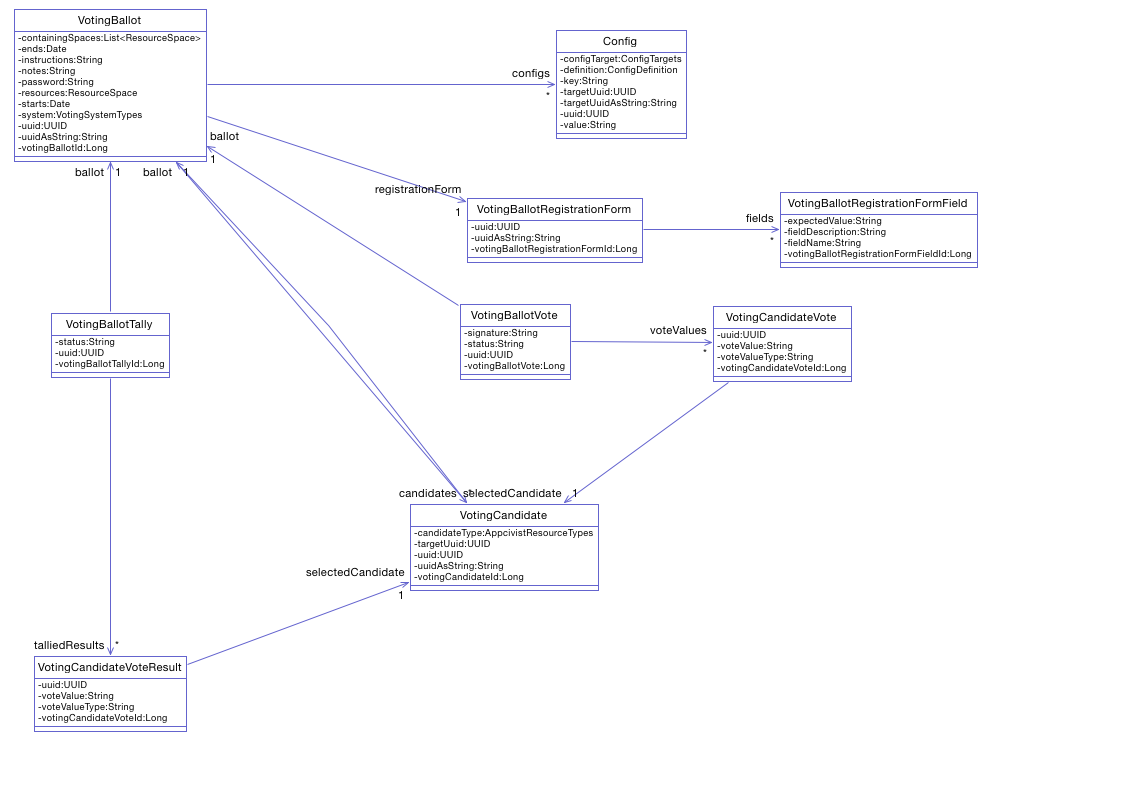 VotingBallot
-containingSpaces:List<ResourceSpace>
-ends:Date
-instructions:String
-notes:String
-password:String
-resources:ResourceSpace
-starts:Date
-system:VotingSystemTypes
-uuid:UUID
-uuidAsString:String
-votingBallotId:Long
configs
*
Config
-configTarget:ConfigTargets
-definition:ConfigDefinition
-key:String
-targetUuid:UUID
-targetUuidAsString:String
-uuid:UUID
-value:String
ballot
1
ballot 1
ballot 1
registrationForm
1
VotingBallotRegistrationForm
-uuid:UUID
-uuidAsString:String
-votingBallotRegistrationFormId:Long
fields
*
VotingBallotRegistrationFormField
-expectedValue:String
-fieldDescription:String
-fieldName:String
-votingBallotRegistrationFormFieldId:Long
VotingBallotTally
-status:String
-uuid:UUID
-votingBallotTallyId:Long
VotingBallotVote
-signature:String
-status:String
-uuid:UUID
-votingBallotVote:Long
voteValues
*
VotingCandidateVote
-uuid:UUID
-voteValue:String
-voteValueType:String
-votingCandidateVoteId:Long
candidates *
selectedCandidate 1
VotingCandidate
-candidateType:AppcivistResourceTypes
-targetUuid:UUID
-uuid:UUID
-uuidAsString:String
-votingCandidateId:Long
selectedCandidate
1
talliedResults *
VotingCandidateVoteResult
-uuid:UUID
-voteValue:String
-voteValueType:String
-votingCandidateVoteId:Long